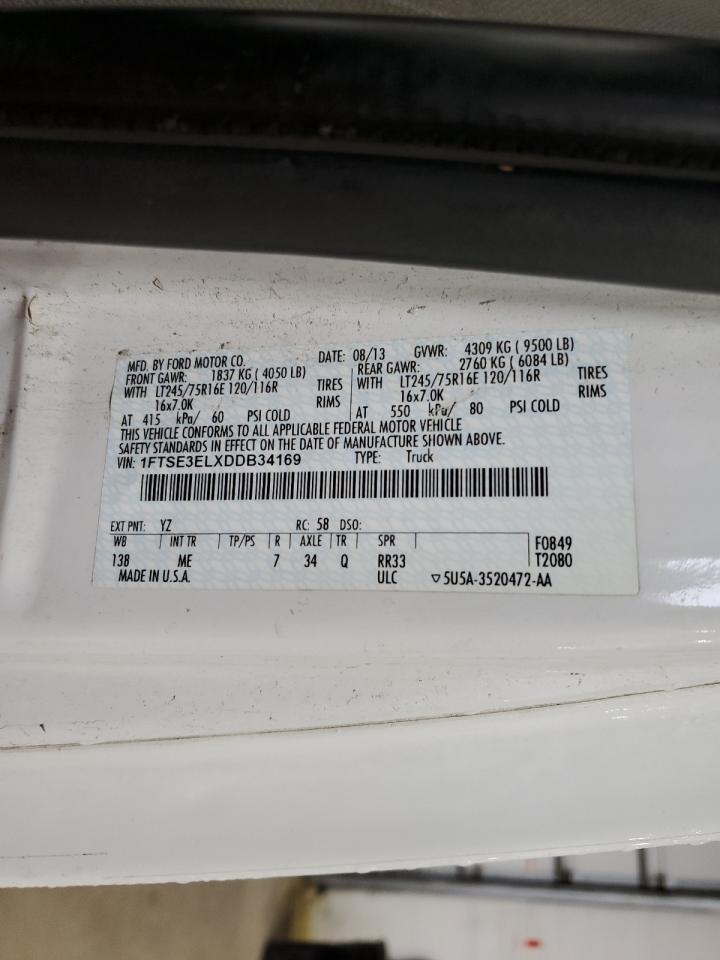 MFD. BY FORD MOTOR CO. DATE: 08/13 GVWR: 4309 KG ( 9500 LB)
FRONT GAWR: 1837 KG ( 4050 LB) REAR GAWR: 2760 KG ( 6084 LB)
WITH LT245/75R16E 120/116R TIRES WITH LT245/75R16E 120/116R TIRES
16x7.0K RIMS 16x7.0K RIMS
AT 415 kPa/ 60 PSI COLD AT 550 kPa/ 80 PSI COLD
THIS VEHICLE CONFORMS TO ALL APPLICABLE FEDERAL MOTOR VEHICLE
SAFETY STANDARDS IN EFFECT ON THE DATE OF MANUFACTURE SHOWN ABOVE.
VIN: 1FTSE3ELXDDB34169 TYPE: Truck
EXT PNT: YZ RC: 58 DSO:
WB INT TR TP/PS R AXLE TR SPR F0849
138 ME 7 34 Q RR33 T2080
MADE IN U.S.A. ULC ▽5U5A-3520472-AA